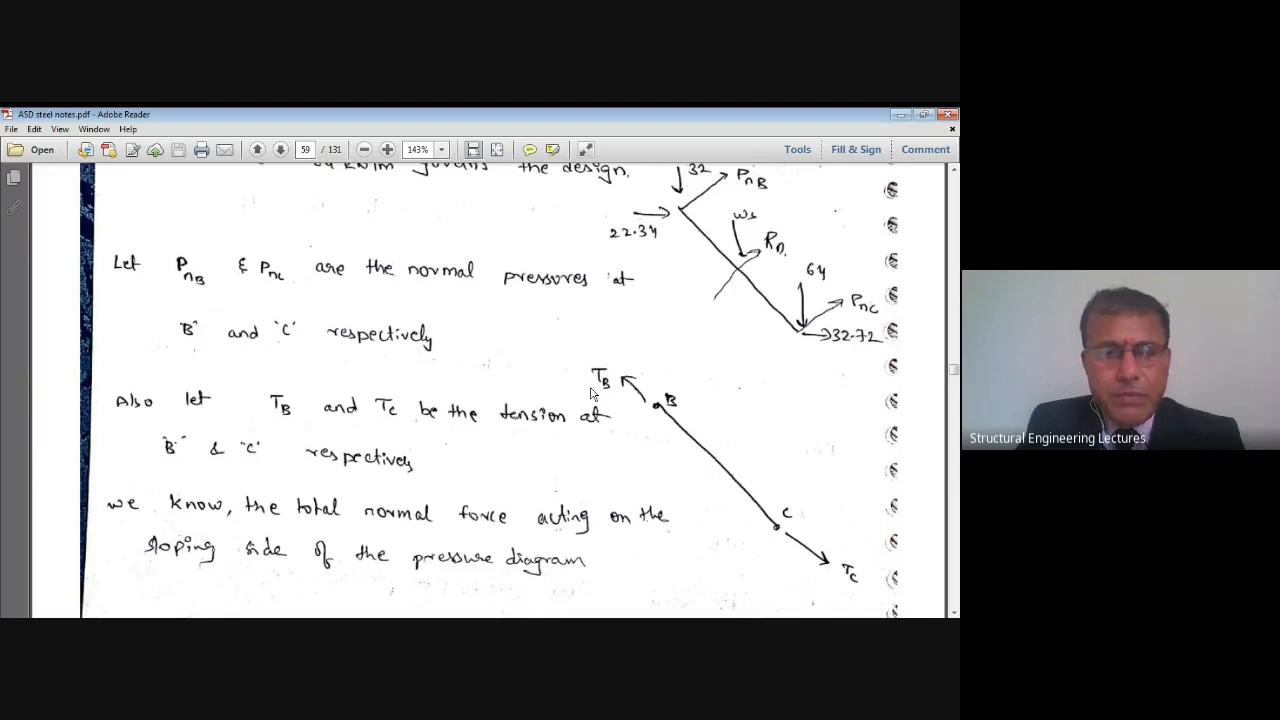 ASD steel notes.pdf - Adobe Reader
File Edit View Window Help
Open 59 / 131 143% Tools Fill & Sign Comment
the design.
32
PnB
22.34
Ws
Rn.
64
PnC
32.72
Let PnB & PnC are the normal pressures at
"B" and "C" respectively
TB
B
Also let TB and TC be the tension at
"B" & "C" respectively
we know, the total normal force acting on the
sloping side of the pressure diagram
C
TC
Structural Engineering Lectures